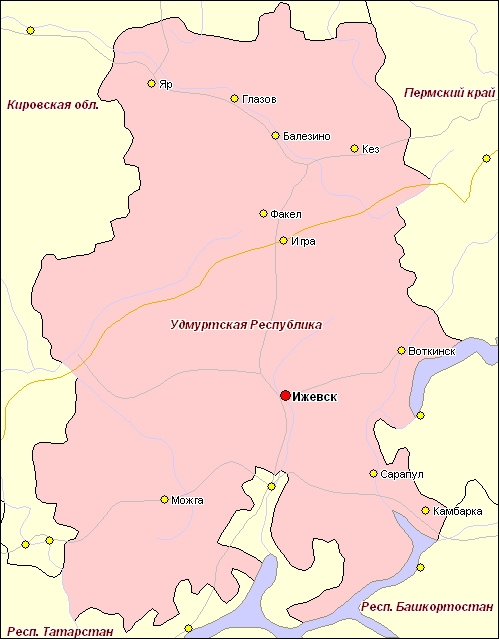 Яр
Пермский край
Глазов
Кировская обл.
Балезино
Кез
Факел
Игра
Удмуртская Республика
Воткинск
Ижевск
Сарапул
Можга
Камбарка
Респ. Башкортостан
Респ. Татарстан